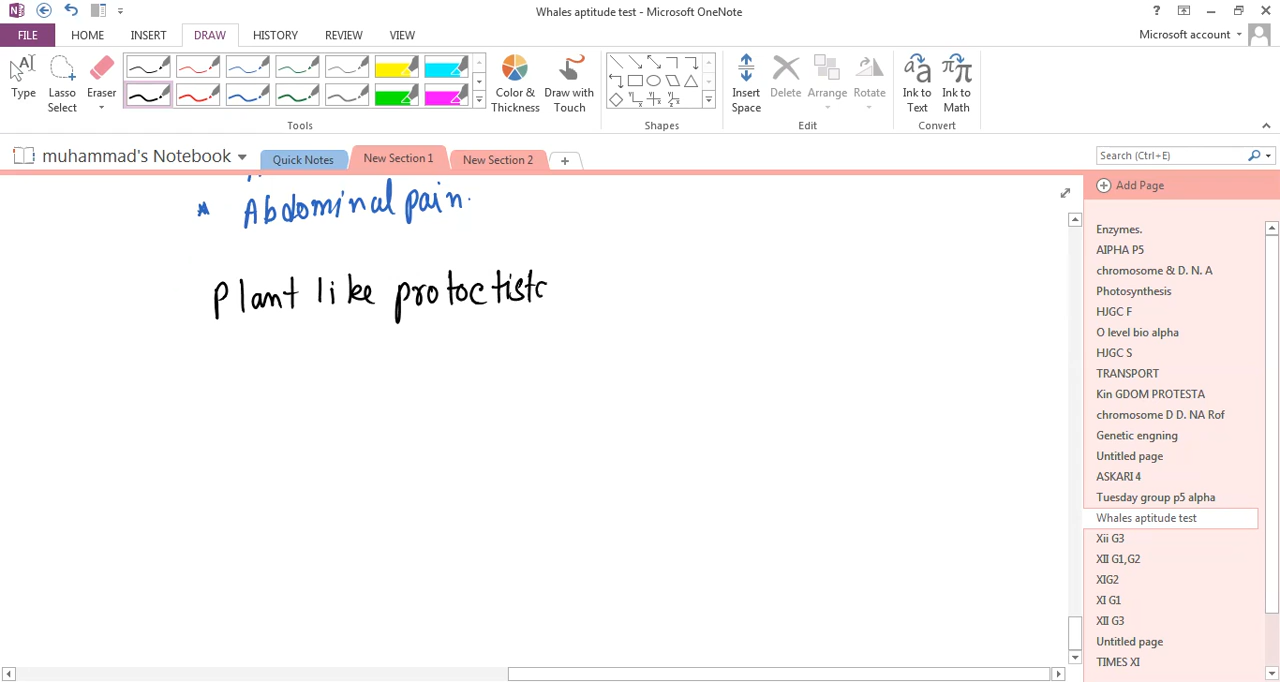 Whales aptitude test - Microsoft OneNote
FILE HOME INSERT DRAW HISTORY REVIEW VIEW
Microsoft account
Type Lasso Select Eraser
Color & Thickness Draw with Touch
Insert Space Delete Arrange Rotate
Ink to Text Ink to Math
Tools Shapes Edit Convert
muhammad's Notebook Quick Notes New Section 1 New Section 2
Search (Ctrl+E)
Add Page
Abdominal pain.
Plant like protoctista
Enzymes.
AIPHA P5
chromosome & D. N. A
Photosynthesis
HJGC F
O level bio alpha
HJGC S
TRANSPORT
Kin GDOM PROTESTA
chromosome D D. NA Rof
Genetic engning
Untitled page
ASKARI 4
Tuesday group p5 alpha
Whales aptitude test
Xii G3
XII G1,G2
XIG2
XI G1
XII G3
Untitled page
TIMES XI